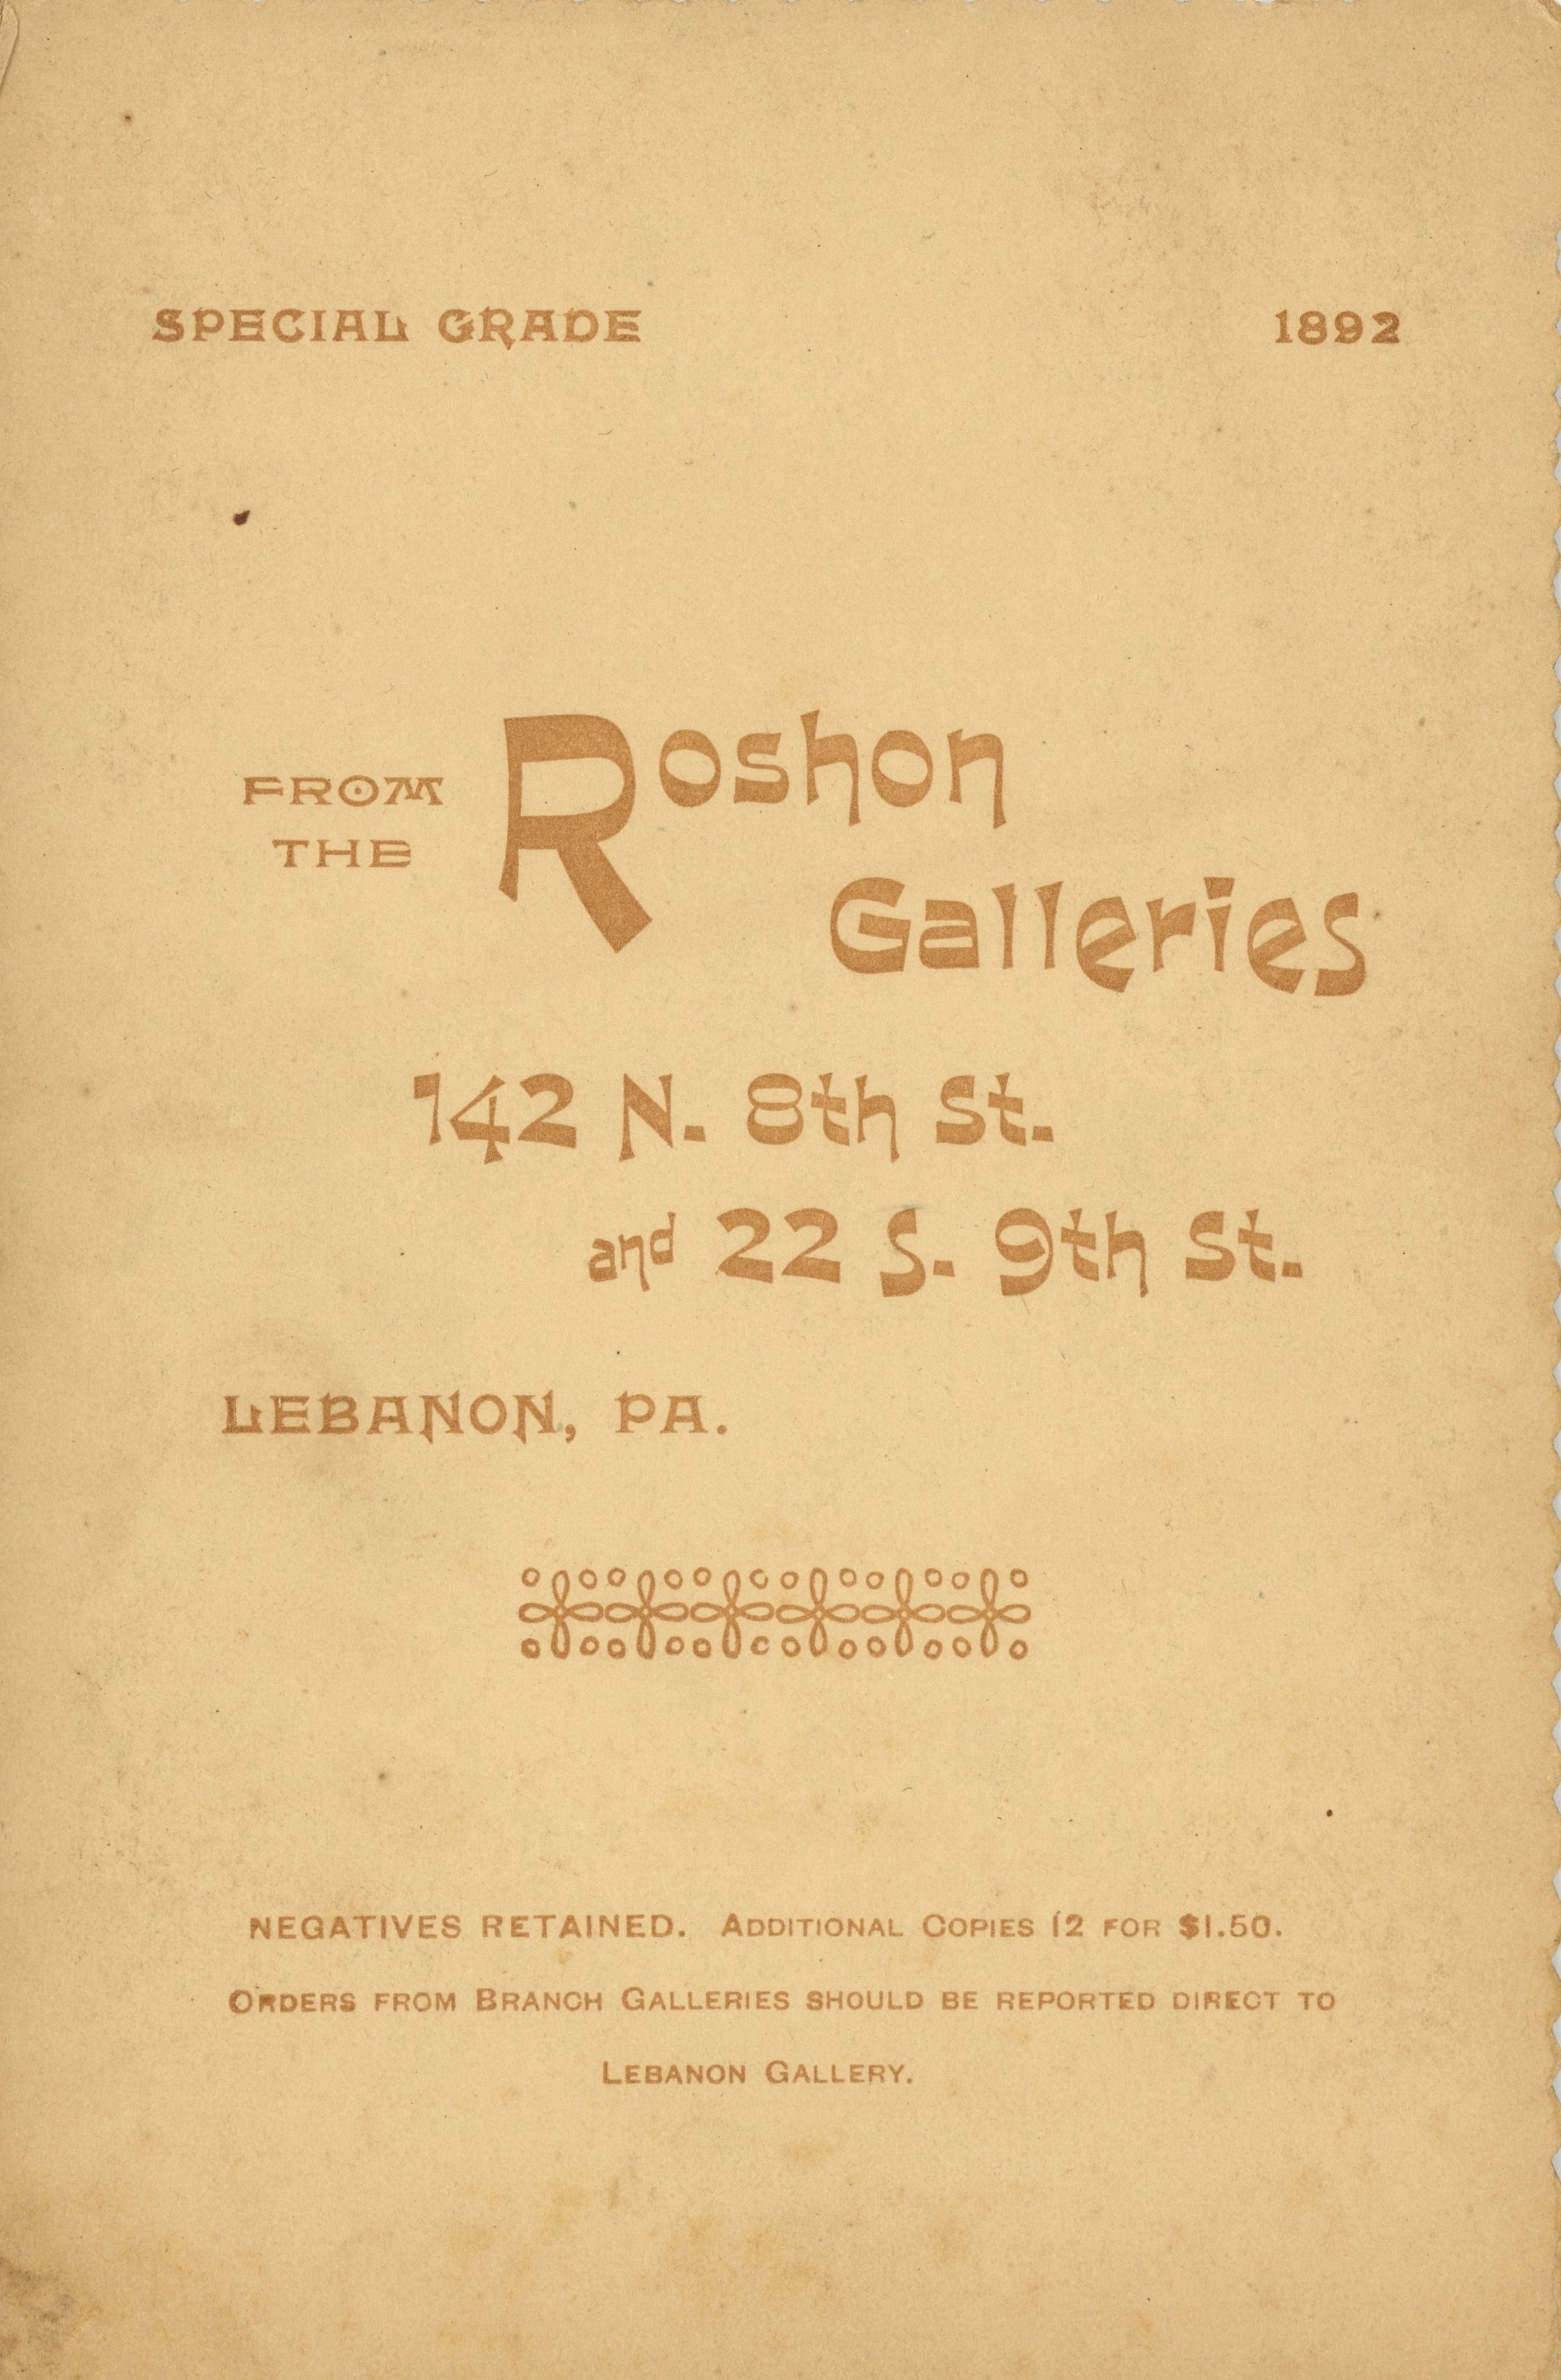 SPECIAL GRADE 1892
FROM THE Roshon
Galleries
142 N. 8th St.
and 22 S. 9th St.
LEBANON, PA.
NEGATIVES RETAINED. ADDITIONAL COPIES 12 FOR $1.50.
ORDERS FROM BRANCH GALLERIES SHOULD BE REPORTED DIRECT TO
LEBANON GALLERY.